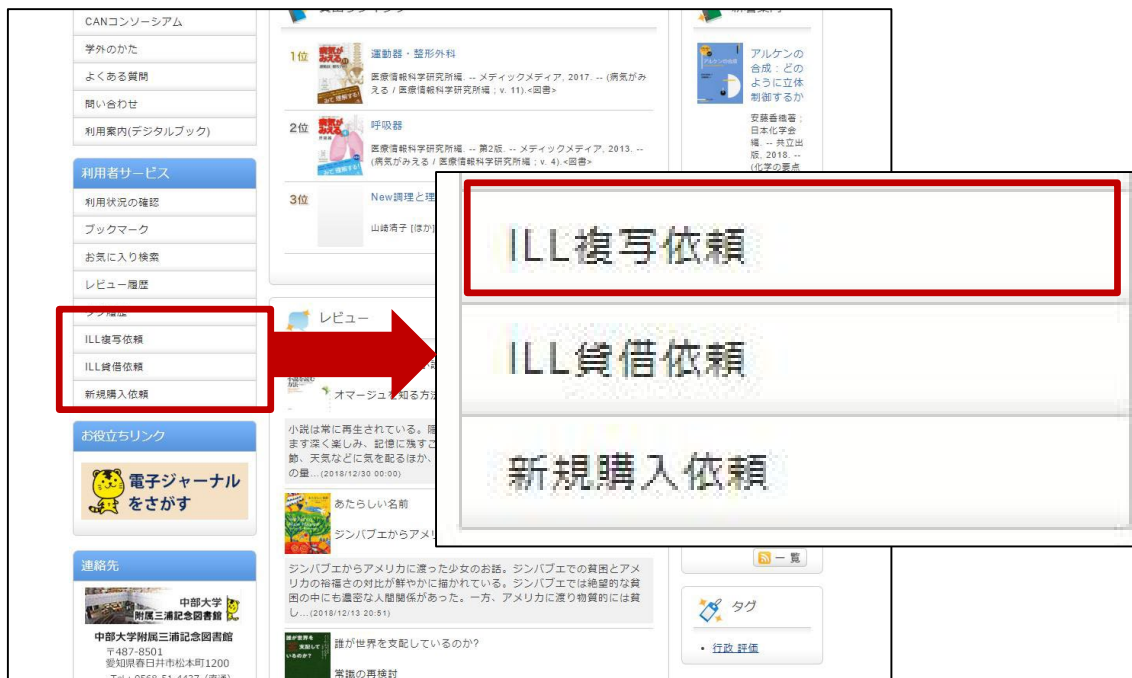 CANコンソーシアム
学外のかた
よくある質問
問い合わせ
利用案内(デジタルブック)
利用者サービス
利用状況の確認
ブックマーク
お気に入り検索
レビュー履歴
ILL複写依頼
ILL貸借依頼
新規購入依頼
お役立ちリンク
電子ジャーナル
をさがす
連絡先
中部大学
附属三浦記念図書館
中部大学附属三浦記念図書館
〒487-8501
愛知県春日井市松本町1200
1位
病気が
みえる
運動器・整形外科
医療情報科学研究所編. -- メディックメディア, 2017. -- (病気がみ
える / 医療情報科学研究所編 ; v. 11).<図書>
2位
呼吸器
医療情報科学研究所編. -- 第2版. -- メディックメディア, 2013. --
(病気がみえる / 医療情報科学研究所編 ; v. 4).<図書>
3位
New調理と理
山崎清子 [ほか]
レビュー
オマージュを知る方法
小説は常に再生されている。
ます深く楽しみ、記憶に残すこ
節、天気などに気を配るほか、
の量...(2018/12/30 00:00)
あたらしい名前
ジンバブエからアメリ
ジンバブエからアメリカに渡った少女のお話。ジンバブエでの貧困とアメ
リカの裕福さの対比が鮮やかに描かれている。ジンバブエでは絶望的な貧
困の中にも濃密な人間関係があった。一方、アメリカに渡り物質的には貧
し...(2018/12/13 20:51)
誰が世界を
支配して
いるのか?
誰が世界を支配しているのか?
常識の再検討
アルケンの
合成：どの
ように立体
制御するか
安藤香織著 ;
日本化学会
編. -- 共立出
版, 2018. --
(化学の要点
ILL複写依頼
ILL貸借依頼
新規購入依頼
一覧
タグ
行政 評価